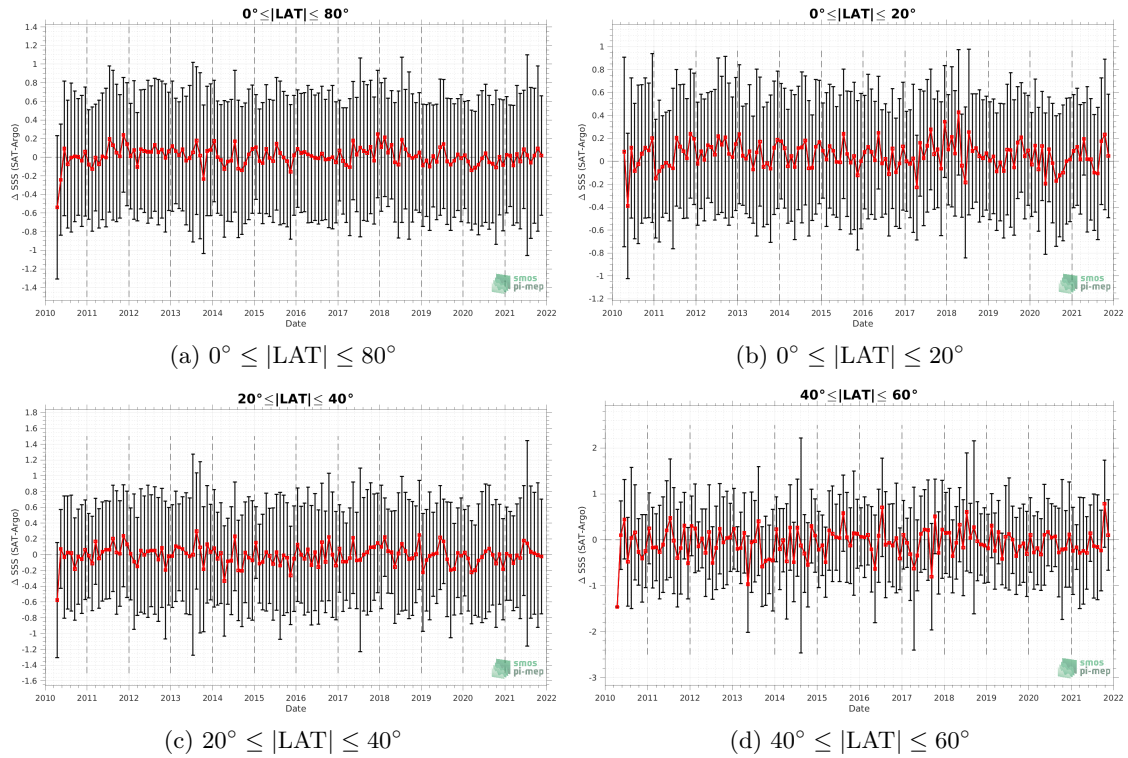 0°≤|LAT|≤ 80°
1.4
1.2
1
0.8
0.6
0.4
0.2
0
-0.2
-0.4
-0.6
-0.8
-1
-1.2
-1.4
Δ SSS (SAT-Argo)
2010 2011 2012 2013 2014 2015 2016 2017 2018 2019 2020 2021 2022
Date
smos
pi-mep
(a) 0° ≤ |LAT| ≤ 80°
0°≤|LAT|≤ 20°
1
0.8
0.6
0.4
0.2
0
-0.2
-0.4
-0.6
-0.8
-1
-1.2
Δ SSS (SAT-Argo)
2010 2011 2012 2013 2014 2015 2016 2017 2018 2019 2020 2021 2022
Date
smos
pi-mep
(b) 0° ≤ |LAT| ≤ 20°
20°≤|LAT|≤ 40°
1.8
1.6
1.4
1.2
1
0.8
0.6
0.4
0.2
0
-0.2
-0.4
-0.6
-0.8
-1
-1.2
-1.4
-1.6
Δ SSS (SAT-Argo)
2010 2011 2012 2013 2014 2015 2016 2017 2018 2019 2020 2021 2022
Date
smos
pi-mep
(c) 20° ≤ |LAT| ≤ 40°
40°≤|LAT|≤ 60°
2
1
0
-1
-2
-3
Δ SSS (SAT-Argo)
2010 2011 2012 2013 2014 2015 2016 2017 2018 2019 2020 2021 2022
Date
smos
pi-mep
(d) 40° ≤ |LAT| ≤ 60°